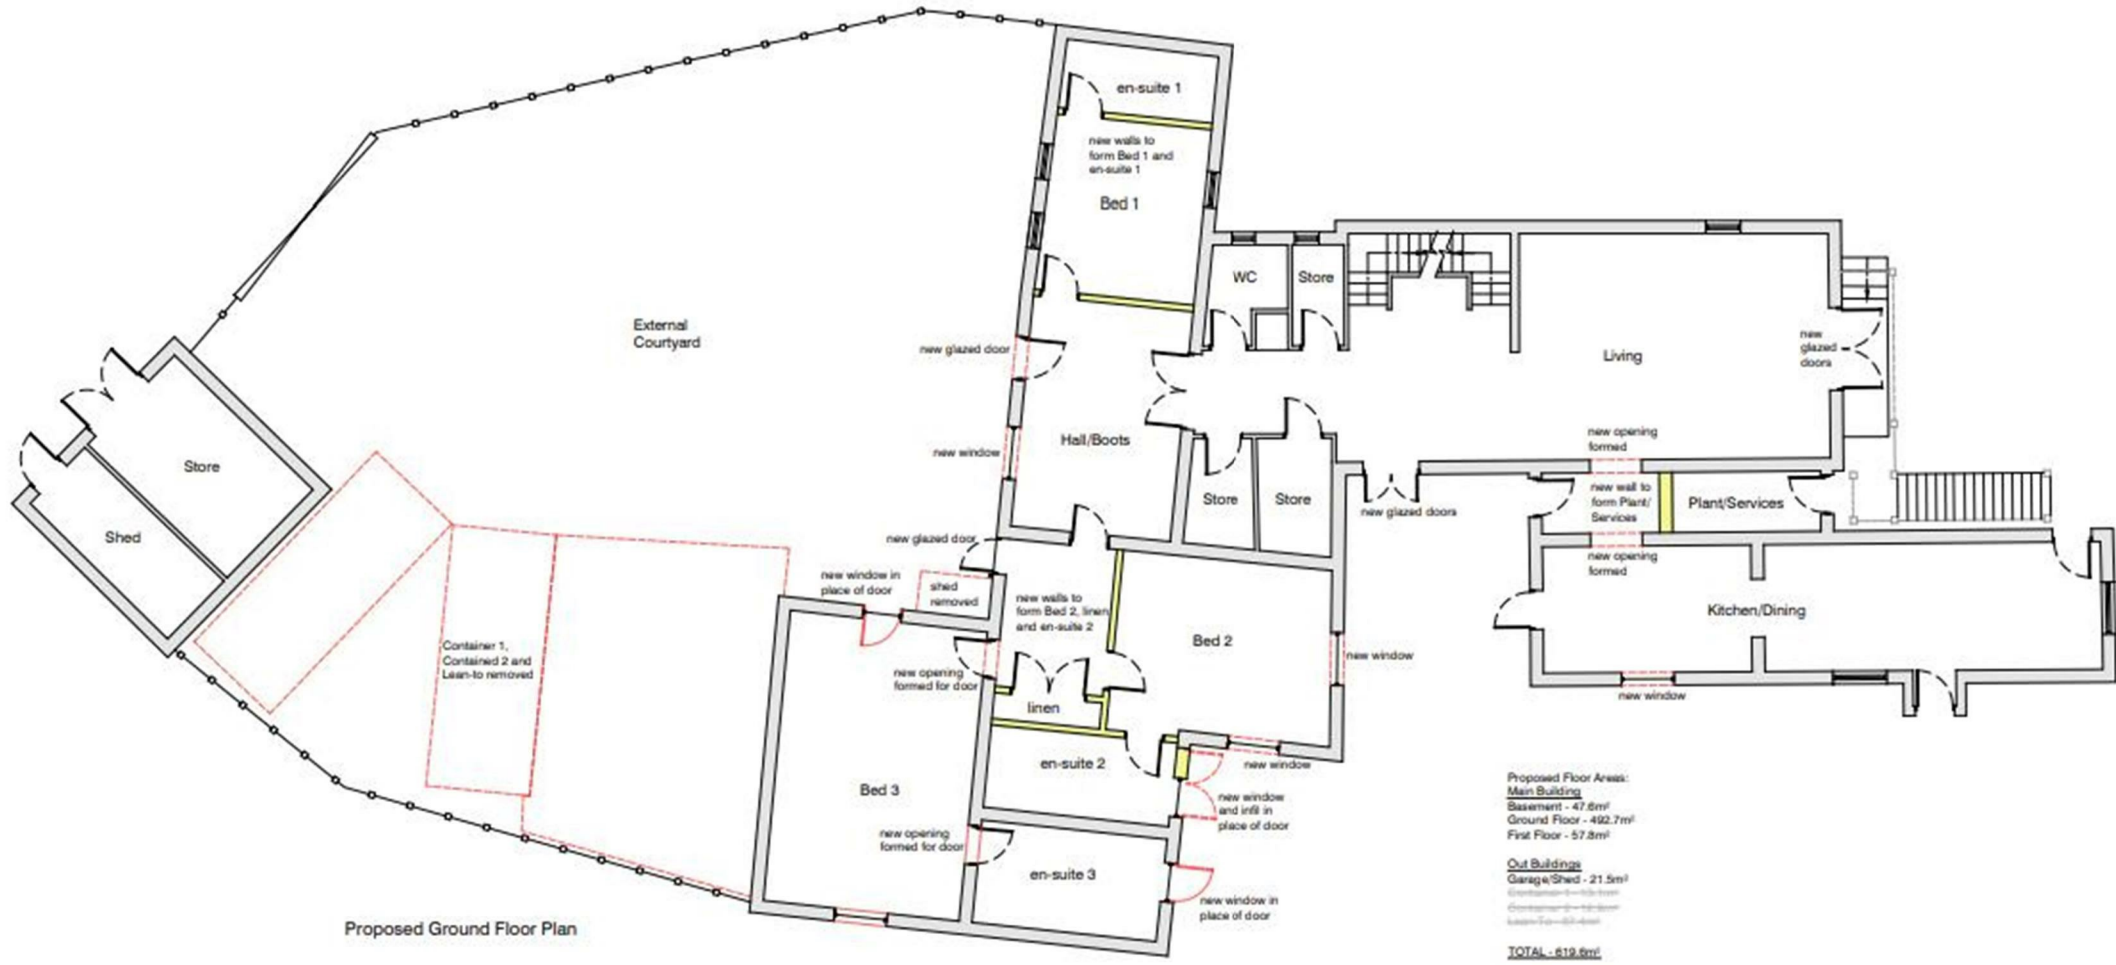 en-suite 1
new walls to
form Bed 1 and
en-suite 1
Bed 1
WC
Store
External
Courtyard
new glazed door
Living
new
glazed
doors
Hall/Boots
new window
new opening
formed
Store
Store
Store
new glazed doors
new wall to
form Plant/
Services
Plant/Services
Shed
new glazed door
new opening
formed
new window in
place of door
shed
removed
new walls to
form Bed 2, linen
and en-suite 2
Kitchen/Dining
Bed 2
new window
Container 1,
Contained 2 and
Lean-to removed
new opening
formed for door
new window
linen
en-suite 2
new window
Bed 3
new window
and infil in
place of door
new opening
formed for door
en-suite 3
new window in
place of door
Proposed Ground Floor Plan
Proposed Floor Areas:
Main Building
Basement - 47.6m²
Ground Floor - 492.7m²
First Floor - 57.8m²
Out Buildings
Garage/Shed - 21.5m²
Container 1
Container 2
Lean-To
TOTAL - 619.6m²